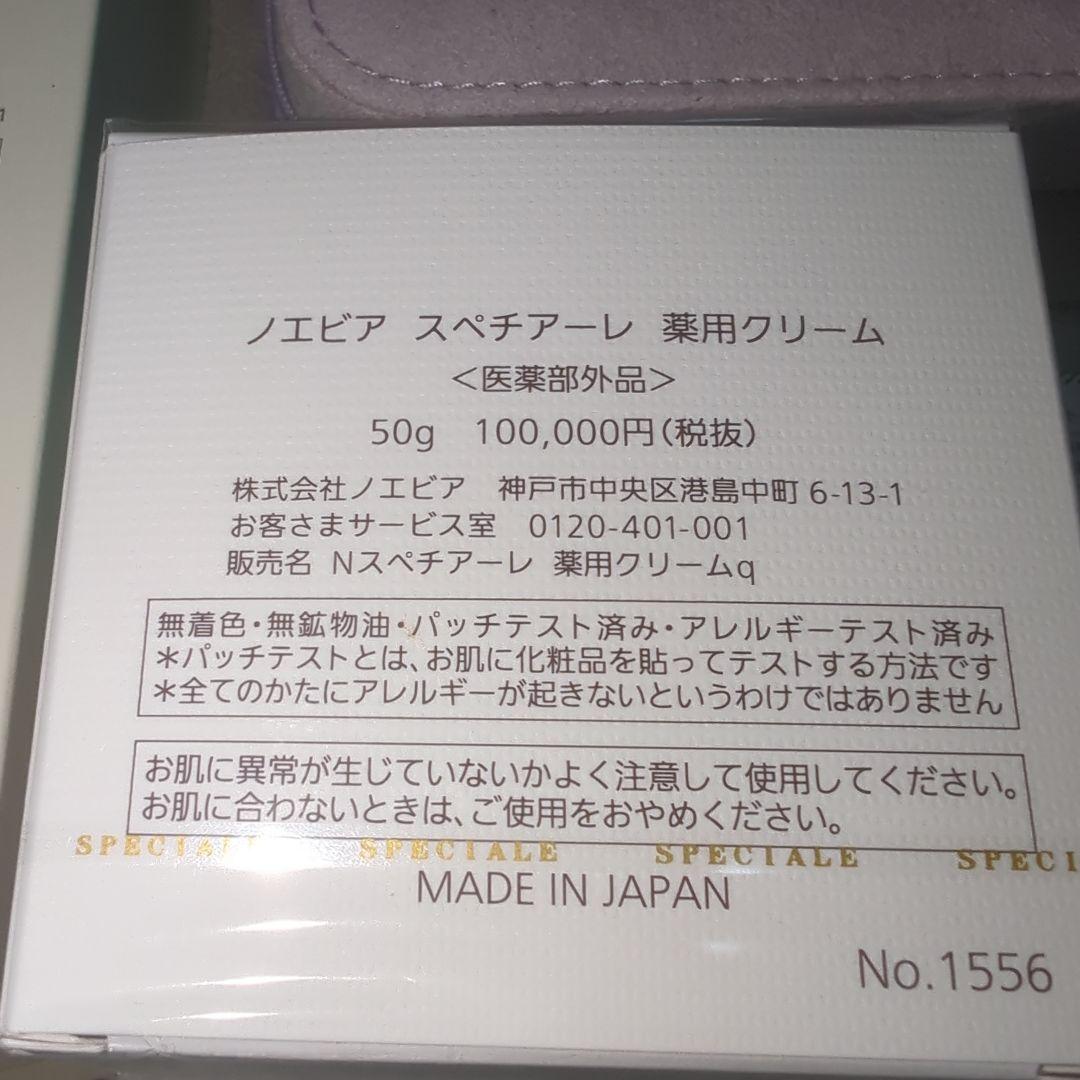 ノエビア スペチアーレ 薬用クリーム
＜医薬部外品＞
50g 100,000円(税抜)
株式会社ノエビア 神戸市中央区港島中町 6-13-1
お客さまサービス室 0120-401-001
販売名 Nスペチアーレ 薬用クリームq
無着色・無鉱物油・パッチテスト済み・アレルギーテスト済み
＊パッチテストとは、お肌に化粧品を貼ってテストする方法です
＊全てのかたにアレルギーが起きないというわけではありません
お肌に異常が生じていないかよく注意して使用してください。
お肌に合わないときは、ご使用をおやめください。
SPECIALE SPECIALE SPECIALE SPECI
MADE IN JAPAN
No.1556